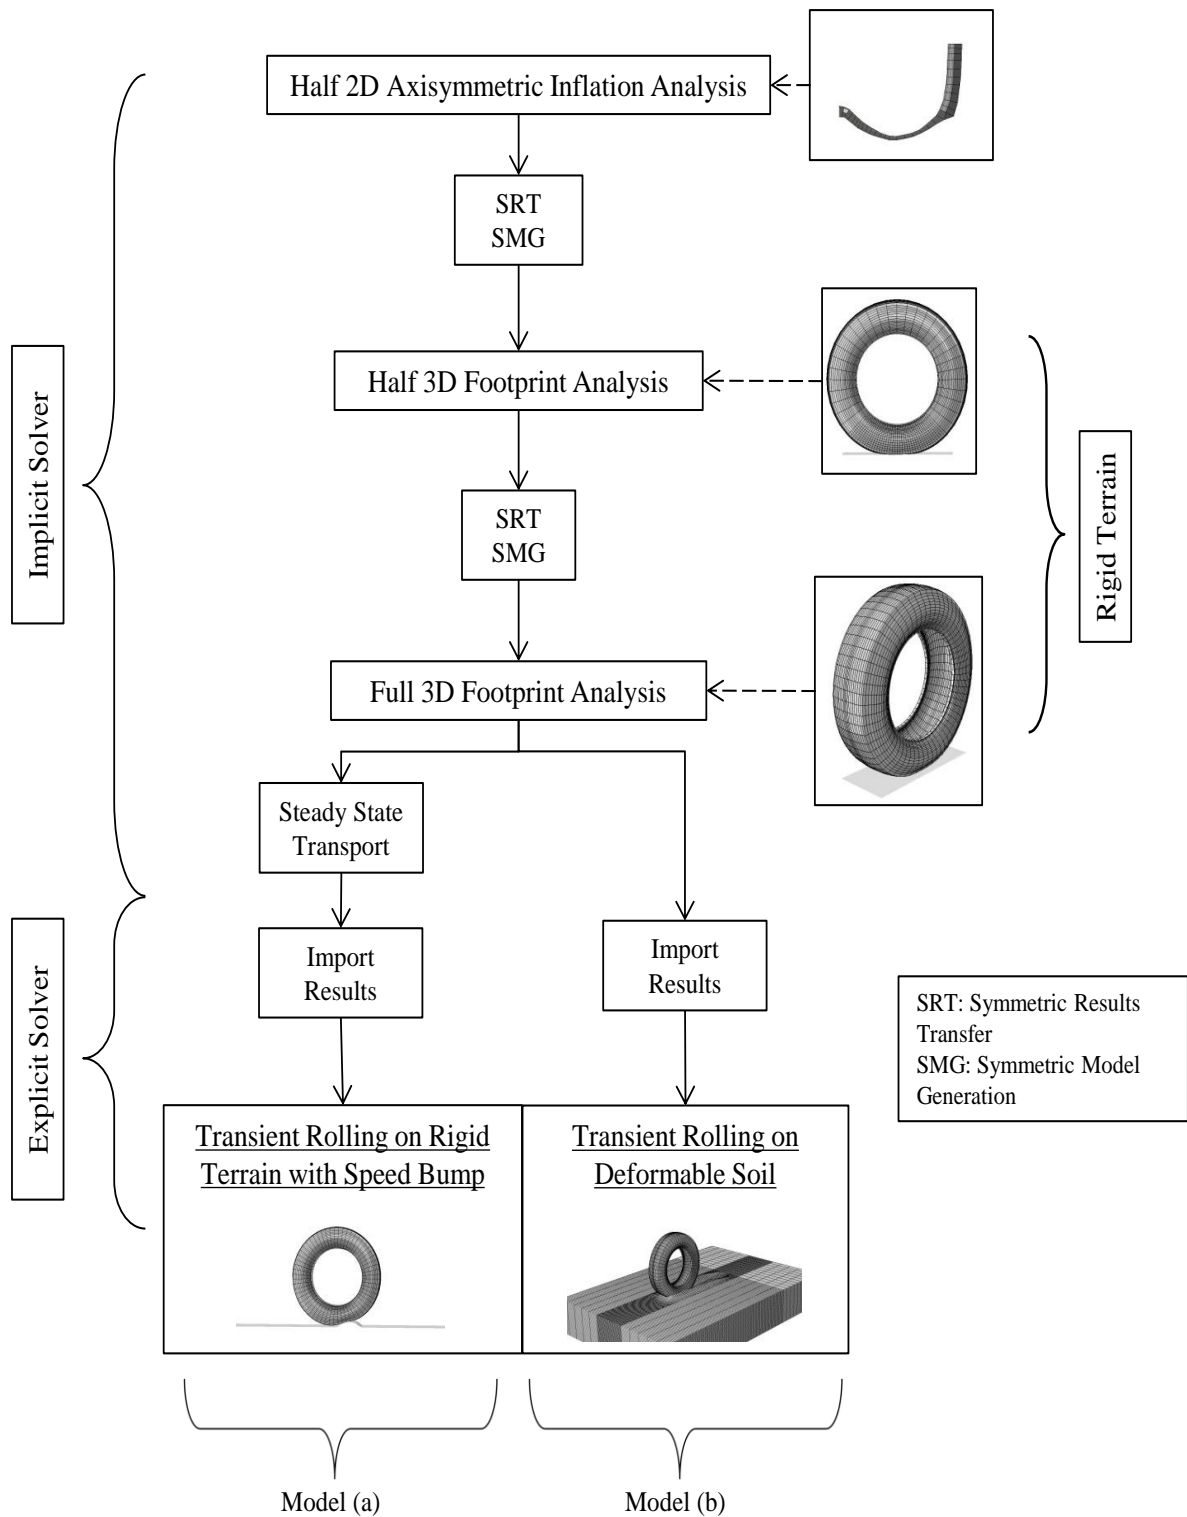 Half 2D Axisymmetric Inflation Analysis
SRT
SMG
Half 3D Footprint Analysis
SRT
SMG
Full 3D Footprint Analysis
Implicit Solver
Rigid Terrain
Steady State
Transport
Import
Results
Import
Results
Explicit Solver
SRT: Symmetric Results
Transfer
SMG: Symmetric Model
Generation
Transient Rolling on Rigid
Terrain with Speed Bump
Transient Rolling on
Deformable Soil
Model (a)
Model (b)